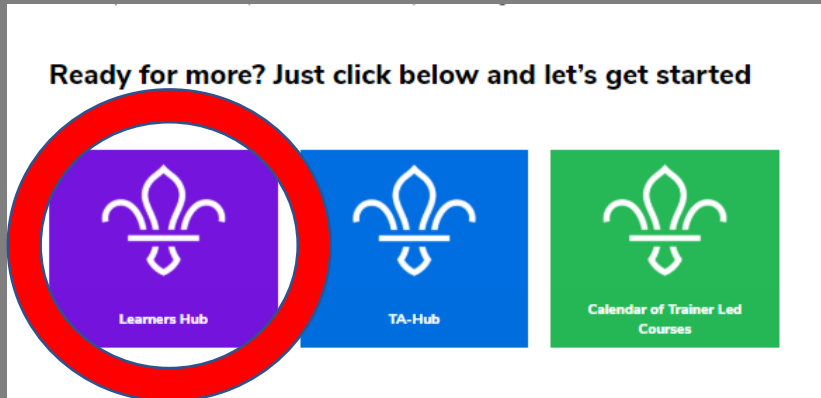 Ready for more? Just click below and let's get started
Learners Hub
TA-Hub
Calendar of Trainer Led
Courses